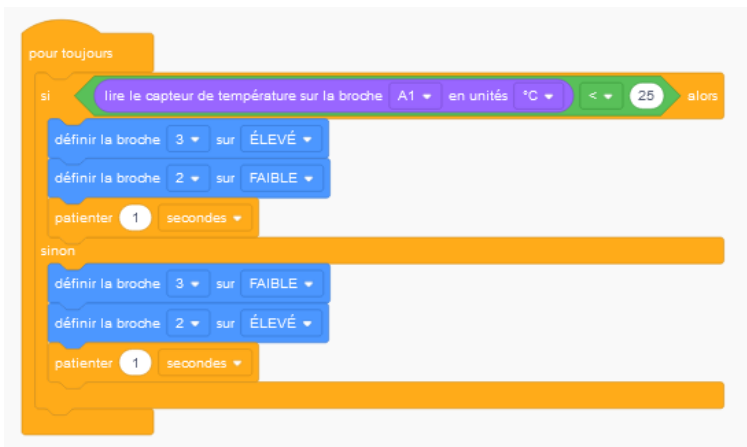 pour toujours
si lire le capteur de température sur la broche A1 en unités °C < 25 alors
définir la broche 3 sur ÉLEVÉ
définir la broche 2 sur FAIBLE
patienter 1 secondes
sinon
définir la broche 3 sur FAIBLE
définir la broche 2 sur ÉLEVÉ
patienter 1 secondes